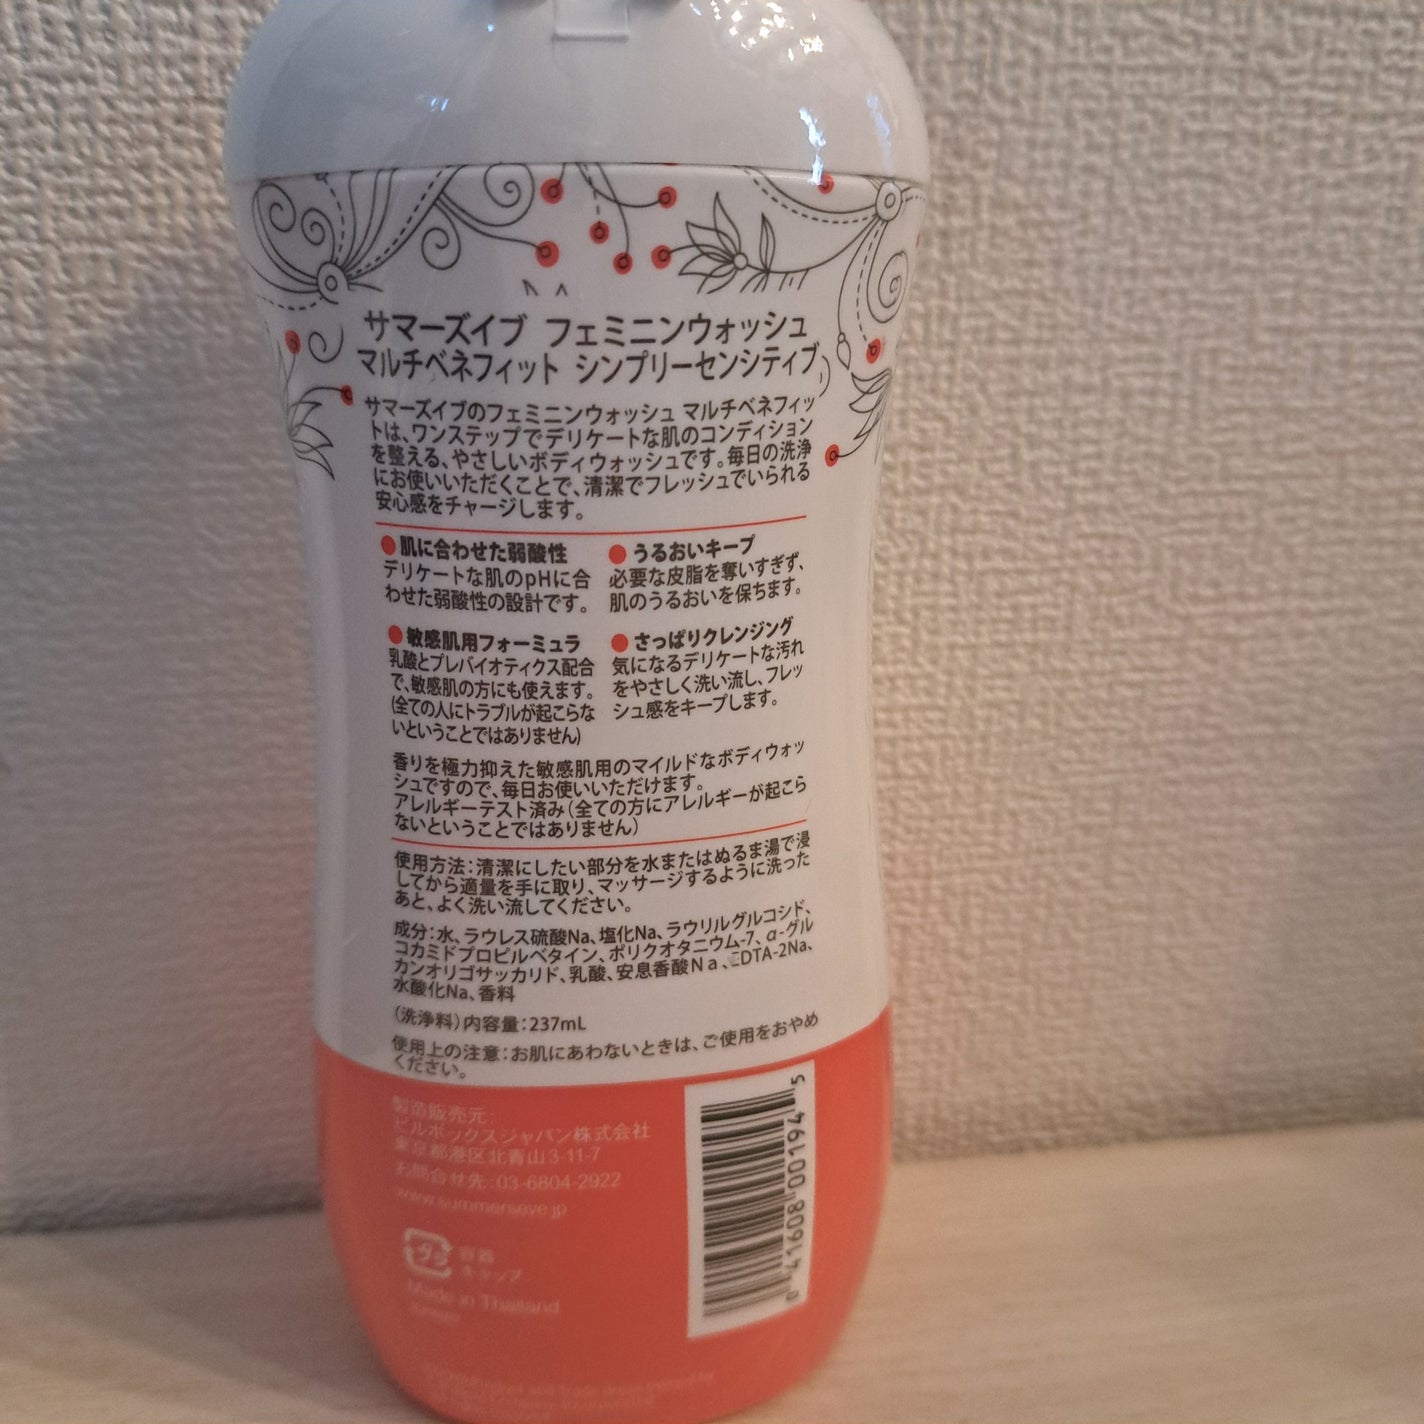 サマーズイブ フェミニンウォッシュ
マルチベネフィット シンプリーセンシティブ
サマーズイブのフェミニンウォッシュ マルチベネフィッ
トは、ワンステップでデリケートな肌のコンディション
を整える、やさしいボディウォッシュです。毎日の洗浄
にお使いいただくことで、清潔でフレッシュでいられる
安心感をチャージします。
●肌に合わせた弱酸性
デリケートな肌のpHに合
わせた弱酸性の設計です。
●うるおいキープ
必要な皮脂を奪いすぎず、
肌のうるおいを保ちます。
●敏感肌用フォーミュラ
乳酸とプレバイオティクス配合
で、敏感肌の方にも使えます。
(全ての人にトラブルが起こらな
いということではありません)
●さっぱりクレンジング
気になるデリケートな汚れ
をやさしく洗い流し、フレッ
シュ感をキープします。
香りを極力抑えた敏感肌用のマイルドなボディウォッ
シュですので、毎日お使いいただけます。
アレルギーテスト済み(全ての方にアレルギーが起こら
ないということではありません)
使用方法:清潔にしたい部分を水またはぬるま湯で浸
してから適量を手に取り、マッサージするように洗った
あと、よく洗い流してください。
成分:水、ラウレス硫酸Na、塩化Na、ラウリルグルコシド、
コカミドプロピルベタイン、ポリクオタニウム-7、α-グル
カンオリゴサッカリド、乳酸、安息香酸Na、EDTA-2Na、
水酸化Na、香料
(洗浄料)内容量:237mL
使用上の注意:お肌にあわないときは、ご使用をおやめ
ください。
製造販売元:
ビルボックスジャパン株式会社
東京都港区北青山3-11-7
お問合せ先:03-6804-2922
www.summerseve.jp
容器
キャップ
Made in Thailand
0 41608 00194 5